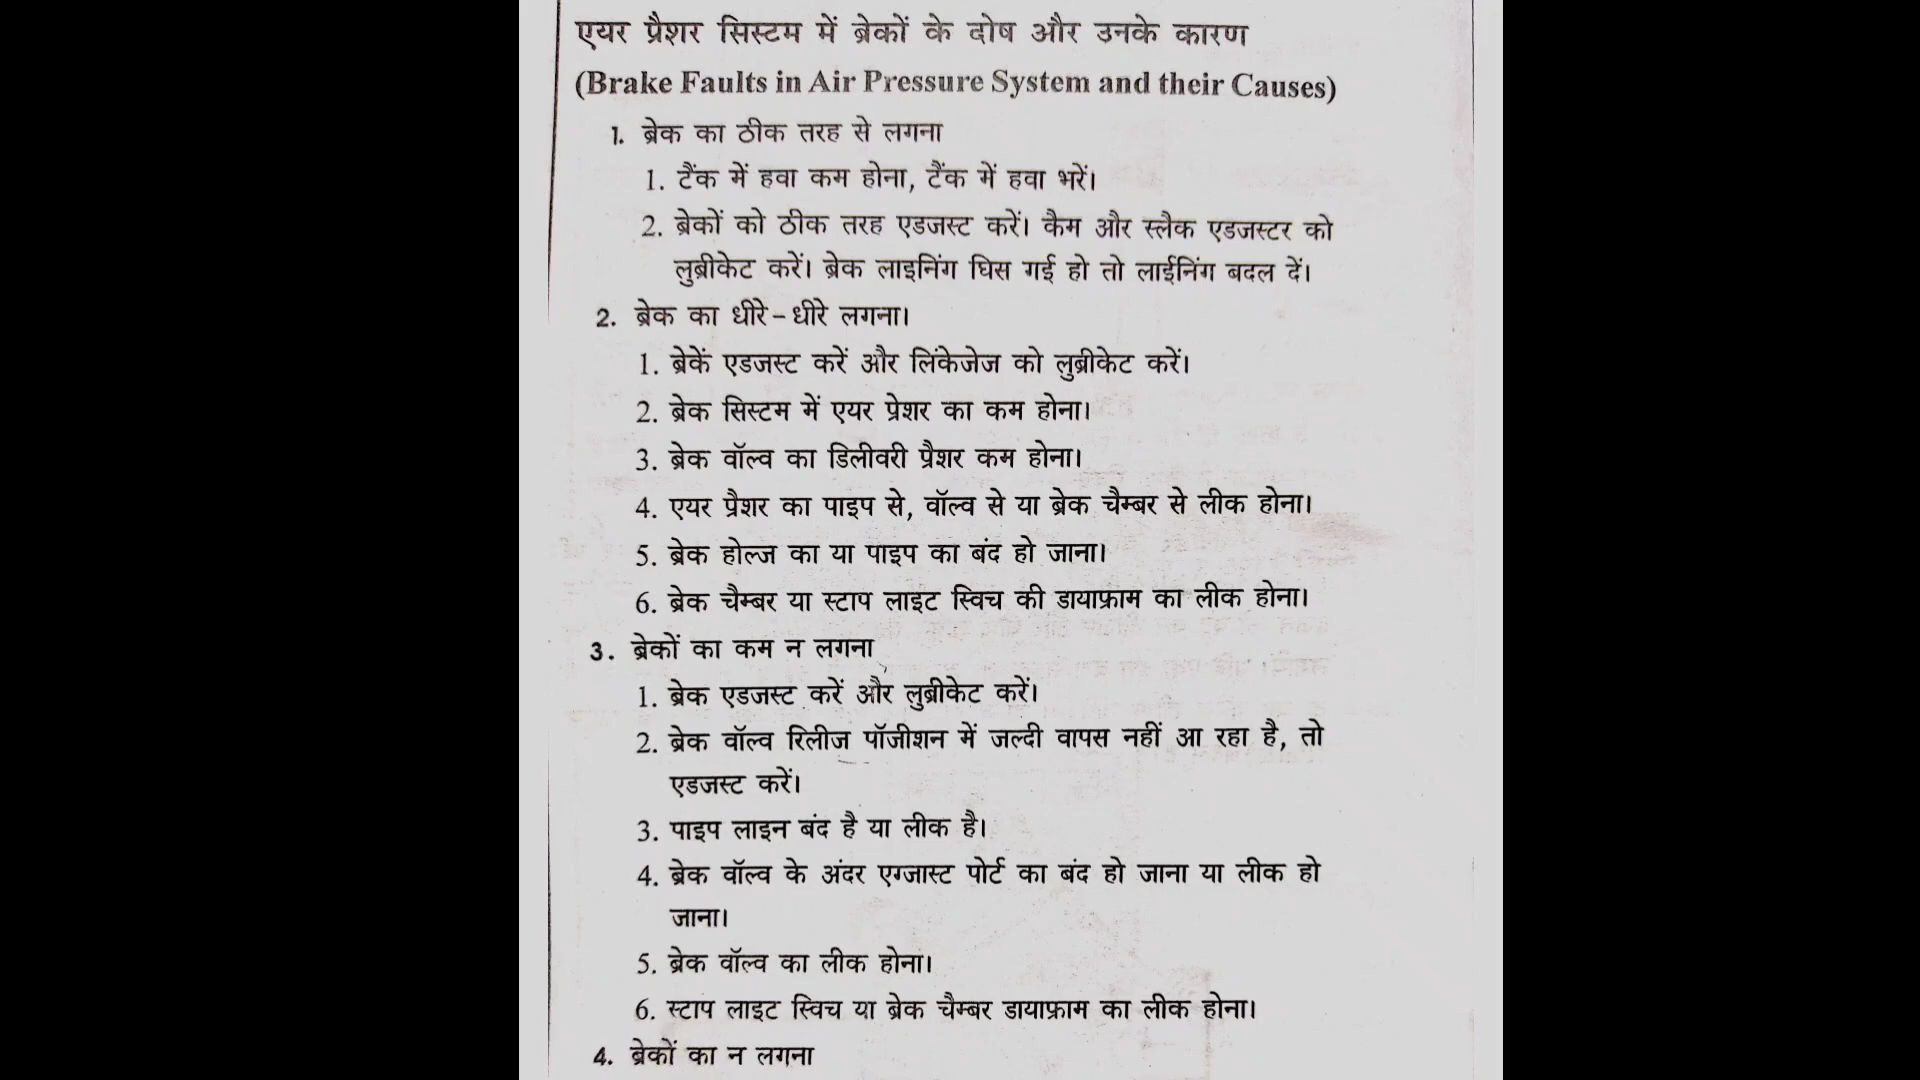 एयर प्रैशर सिस्टम में ब्रेकों के दोष और उनके कारण
(Brake Faults in Air Pressure System and their Causes)
1. ब्रेक का ठीक तरह से लगना
1. टैंक में हवा कम होना, टैंक में हवा भरें।
2. ब्रेकों को ठीक तरह एडजस्ट करें। कैम और स्लैक एडजस्टर को
लुब्रीकेट करें। ब्रेक लाइनिंग घिस गई हो तो लाईनिंग बदल दें।
2. ब्रेक का धीरे-धीरे लगना।
1. ब्रेकें एडजस्ट करें और लिंकेजेज को लुब्रीकेट करें।
2. ब्रेक सिस्टम में एयर प्रेशर का कम होना।
3. ब्रेक वॉल्व का डिलीवरी प्रैशर कम होना।
4. एयर प्रैशर का पाइप से, वॉल्व से या ब्रेक चैम्बर से लीक होना।
5. ब्रेक होल्ज का या पाइप का बंद हो जाना।
6. ब्रेक चैम्बर या स्टाप लाइट स्विच की डायाफ्राम का लीक होना।
3. ब्रेकों का कम न लगना
1. ब्रेक एडजस्ट करें और लुब्रीकेट करें।
2. ब्रेक वॉल्व रिलीज पॉजीशन में जल्दी वापस नहीं आ रहा है, तो
एडजस्ट करें।
3. पाइप लाइन बंद है या लीक है।
4. ब्रेक वॉल्व के अंदर एग्जास्ट पोर्ट का बंद हो जाना या लीक हो
जाना।
5. ब्रेक वॉल्व का लीक होना।
6. स्टाप लाइट स्विच या ब्रेक चैम्बर डायाफ्राम का लीक होना।
4. ब्रेकों का न लगना